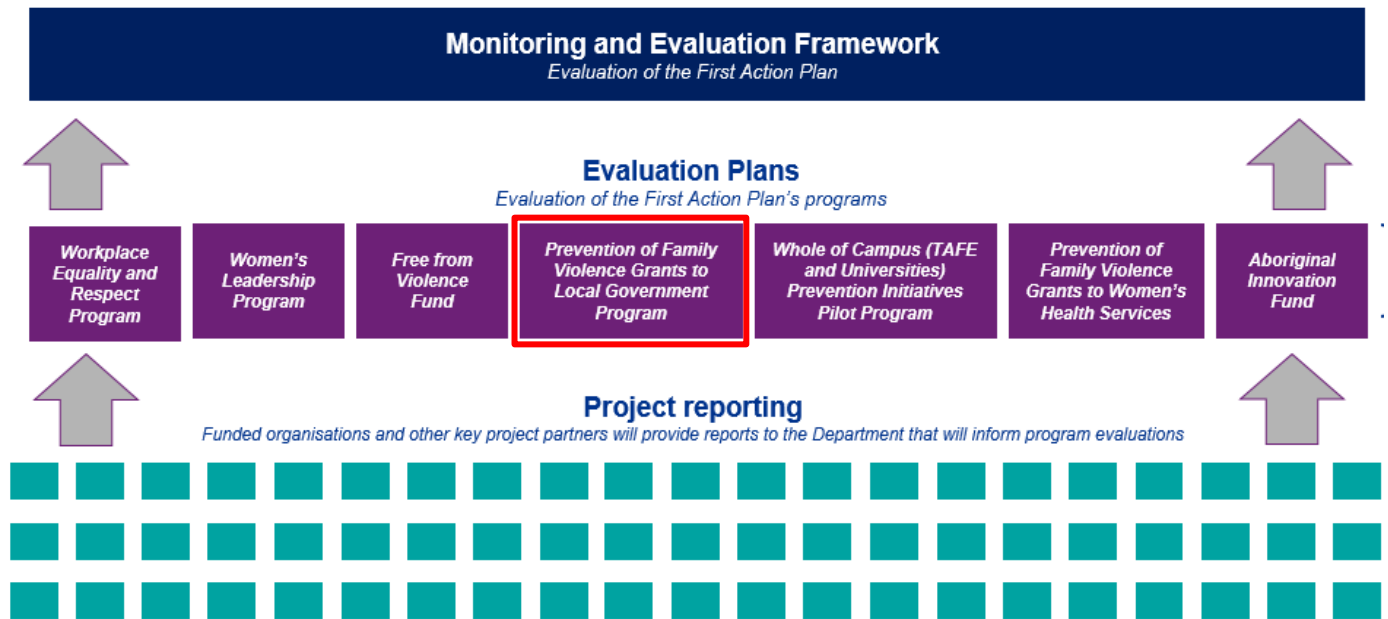 Monitoring and Evaluation Framework
Evaluation of the First Action Plan
Evaluation Plans
Evaluation of the First Action Plan's programs
Workplace
Equality and
Respect
Program
Women's
Leadership
Program
Free from
Violence
Fund
Prevention of Family
Violence Grants to
Local Government
Program
Whole of Campus (TAFE
and Universities)
Prevention Initiatives
Pilot Program
Prevention of
Family Violence
Grants to Women's
Health Services
Aboriginal
Innovation
Fund
Project reporting
Funded organisations and other key project partners will provide reports to the Department that will inform program evaluations